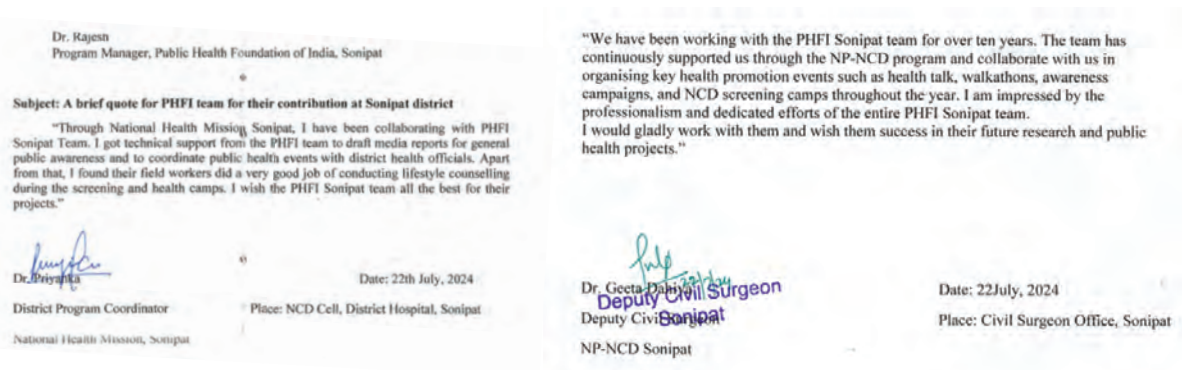 Dr. Rajesh
Program Manager, Public Health Foundation of India, Sonipat
Subject: A brief quote for PHFI team for their contribution at Sonipat district
"Through National Health Mission Sonipat, I have been collaborating with PHFI
Sonipat Team. I got technical support from the PHFI team to draft media reports for general
public awareness and to coordinate public health events with district health officials. Apart
from that, I found their field workers did a very good job of conducting lifestyle counselling
during the screening and health camps. I wish the PHFI Sonipat team all the best for their
projects."
Dr. Priyanka
Date: 22th July, 2024
District Program Coordinator
Place: NCD Cell, District Hospital, Sonipat
National Health Mission, Sonipat
"We have been working with the PHFI Sonipat team for over ten years. The team has
continuously supported us through the NP-NCD program and collaborate with us in
organising key health promotion events such as health talk, walkathons, awareness
campaigns, and NCD screening camps throughout the year. I am impressed by the
professionalism and dedicated efforts of the entire PHFI Sonipat team.
I would gladly work with them and wish them success in their future research and public
health projects."
Dr. Geeta Dahiya
Deputy Civil Surgeon
Sonipat
Date: 22July, 2024
Deputy Civil Surgeon
Place: Civil Surgeon Office, Sonipat
NP-NCD Sonipat